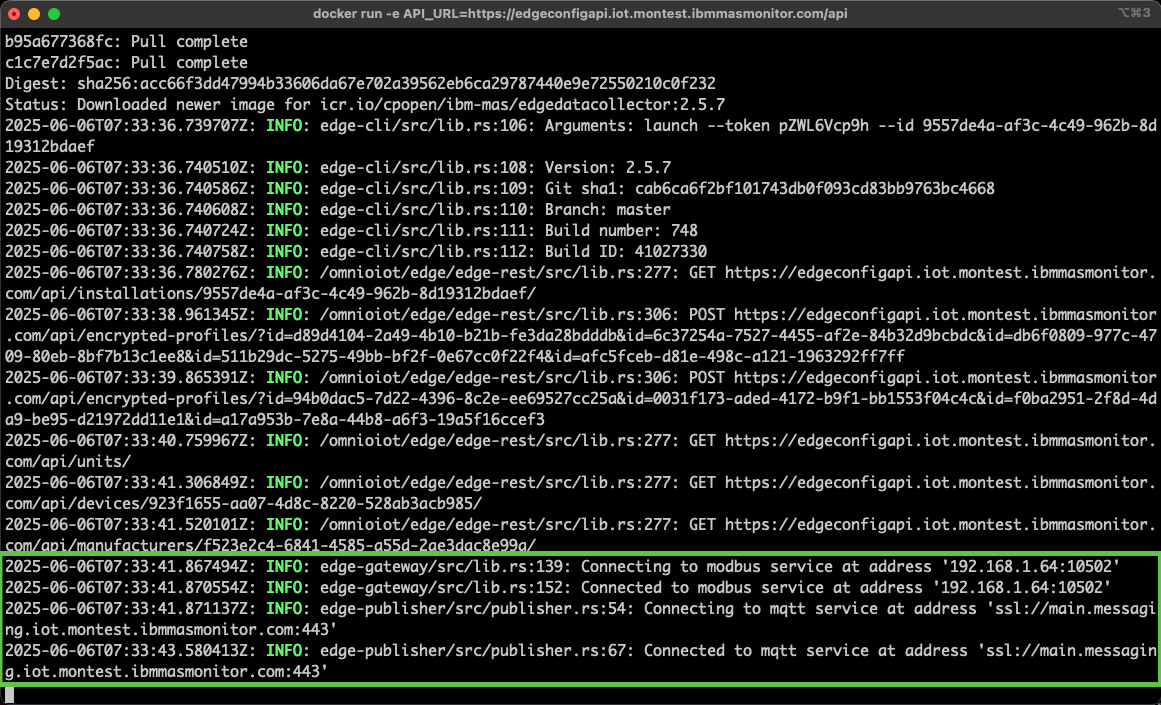 docker run -e API_URL=https://edgeconfigapi.iot.montest.ibmmasmonitor.com/api
⌥⌘3
b95a677368fc: Pull complete
c1c7e7d2f5ac: Pull complete
Digest: sha256:acc66f3dd47994b33606da67e702a39562eb6ca29787440e9e72550210c0f232
Status: Downloaded newer image for icr.io/cpopen/ibm-mas/edgedatacollector:2.5.7
2025-06-06T07:33:36.739707Z: INFO: edge-cli/src/lib.rs:106: Arguments: launch --token pZWL6Vcp9h --id 9557de4a-af3c-4c49-962b-8d
19312bdaef
2025-06-06T07:33:36.740510Z: INFO: edge-cli/src/lib.rs:108: Version: 2.5.7
2025-06-06T07:33:36.740586Z: INFO: edge-cli/src/lib.rs:109: Git sha1: cab6ca6f2bf101743db0f093cd83bb9763bc4668
2025-06-06T07:33:36.740608Z: INFO: edge-cli/src/lib.rs:110: Branch: master
2025-06-06T07:33:36.740724Z: INFO: edge-cli/src/lib.rs:111: Build number: 748
2025-06-06T07:33:36.740758Z: INFO: edge-cli/src/lib.rs:112: Build ID: 41027330
2025-06-06T07:33:36.780276Z: INFO: /omnioiot/edge/edge-rest/src/lib.rs:277: GET https://edgeconfigapi.iot.montest.ibmmasmonitor.
com/api/installations/9557de4a-af3c-4c49-962b-8d19312bdaef/
2025-06-06T07:33:38.961345Z: INFO: /omnioiot/edge/edge-rest/src/lib.rs:306: POST https://edgeconfigapi.iot.montest.ibmmasmonitor
.com/api/encrypted-profiles/?id=d89d4104-2a49-4b10-b21b-fe3da28bdddb&id=6c37254a-7527-4455-af2e-84b32d9bcbdc&id=db6f0809-977c-47
09-80eb-8bf7b13c1ee8&id=511b29dc-5275-49bb-bf2f-0e67cc0f22f4&id=afc5fceb-d81e-498c-a121-1963292ff7ff
2025-06-06T07:33:39.865391Z: INFO: /omnioiot/edge/edge-rest/src/lib.rs:306: POST https://edgeconfigapi.iot.montest.ibmmasmonitor
.com/api/encrypted-profiles/?id=94b0dac5-7d22-4396-8c2e-ee69527cc25a&id=0031f173-aded-4172-b9f1-bb1553f04c4c&id=f0ba2951-2f8d-4d
a9-be95-d21972dd11e1&id=a17a953b-7e8a-44b8-a6f3-19a5f16ccef3
2025-06-06T07:33:40.759967Z: INFO: /omnioiot/edge/edge-rest/src/lib.rs:277: GET https://edgeconfigapi.iot.montest.ibmmasmonitor.
com/api/units/
2025-06-06T07:33:41.306849Z: INFO: /omnioiot/edge/edge-rest/src/lib.rs:277: GET https://edgeconfigapi.iot.montest.ibmmasmonitor.
com/api/devices/923f1655-aa07-4d8c-8220-528ab3acb985/
2025-06-06T07:33:41.520101Z: INFO: /omnioiot/edge/edge-rest/src/lib.rs:277: GET https://edgeconfigapi.iot.montest.ibmmasmonitor.
com/api/manufacturers/f523e2c4-6841-4585-a55d-2ae3dac8e99a/
2025-06-06T07:33:41.867494Z: INFO: edge-gateway/src/lib.rs:139: Connecting to modbus service at address '192.168.1.64:10502'
2025-06-06T07:33:41.870554Z: INFO: edge-gateway/src/lib.rs:152: Connected to modbus service at address '192.168.1.64:10502'
2025-06-06T07:33:41.871137Z: INFO: edge-publisher/src/publisher.rs:54: Connecting to mqtt service at address 'ssl://main.messagi
ng.iot.montest.ibmmasmonitor.com:443'
2025-06-06T07:33:43.580413Z: INFO: edge-publisher/src/publisher.rs:67: Connected to mqtt service at address 'ssl://main.messagin
g.iot.montest.ibmmasmonitor.com:443'